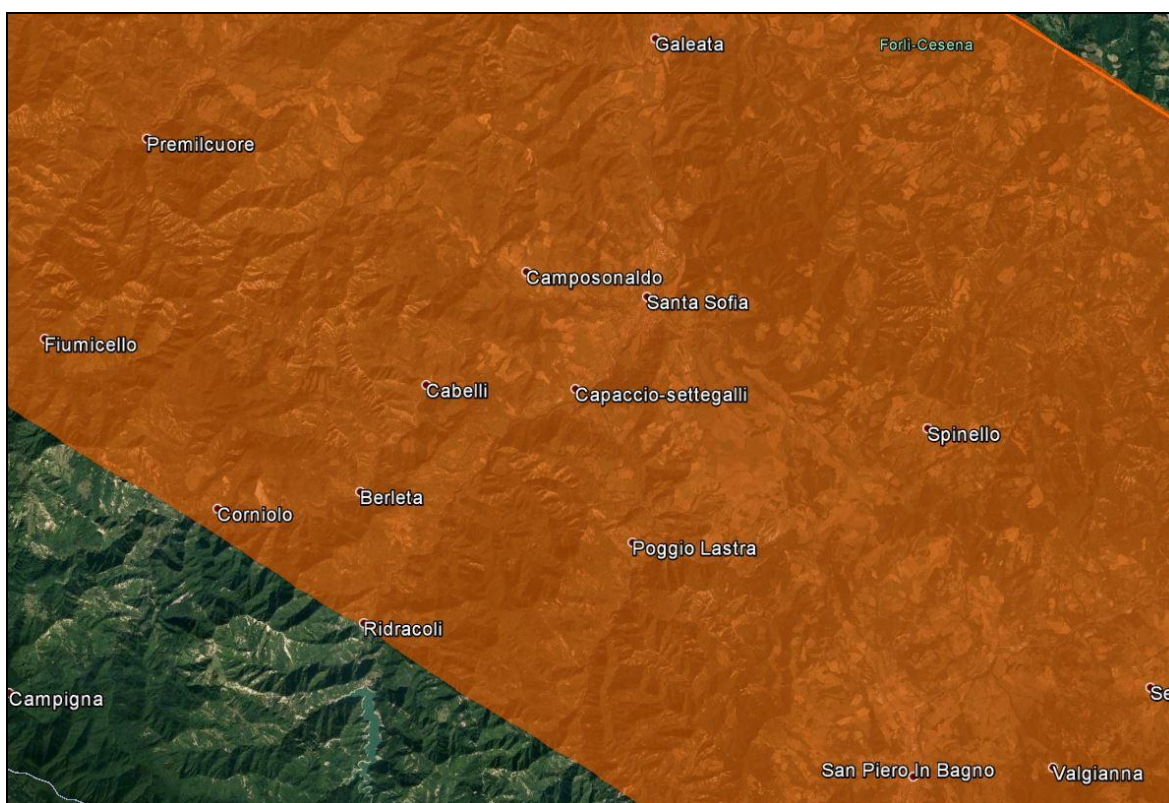 Galeata
Forlì-Cesena
Premilcuore
Camposonaldo
Santa Sofia
Fiumicello
Cabelli
Capaccio-settegalli
Spinello
Berleta
Corniolo
Poggio Lastra
Ridracoli
Campigna
Se
San Piero In Bagno
Valgianna